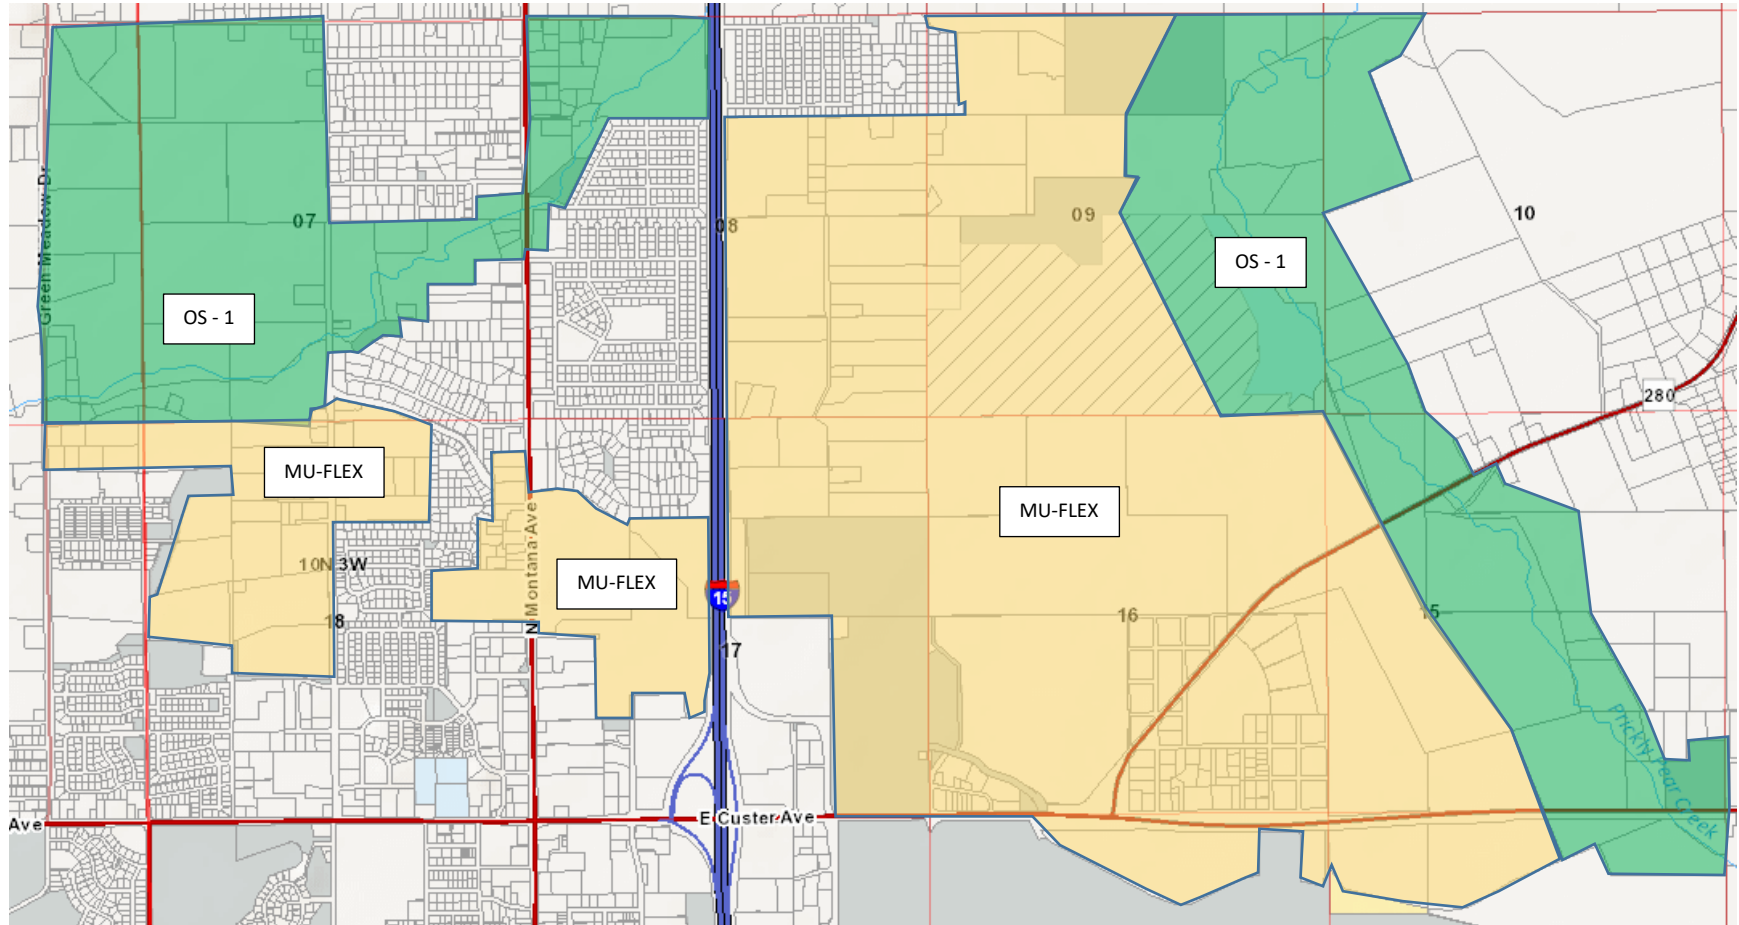 Green Meadow Dr
07
08
09
10
OS - 1
OS - 1
280
MU-FLEX
MU-FLEX
MU-FLEX
N Montana Ave
10N 3W
15
18
16
15
17
Prickly Pear Creek
Ave
E Custer Ave